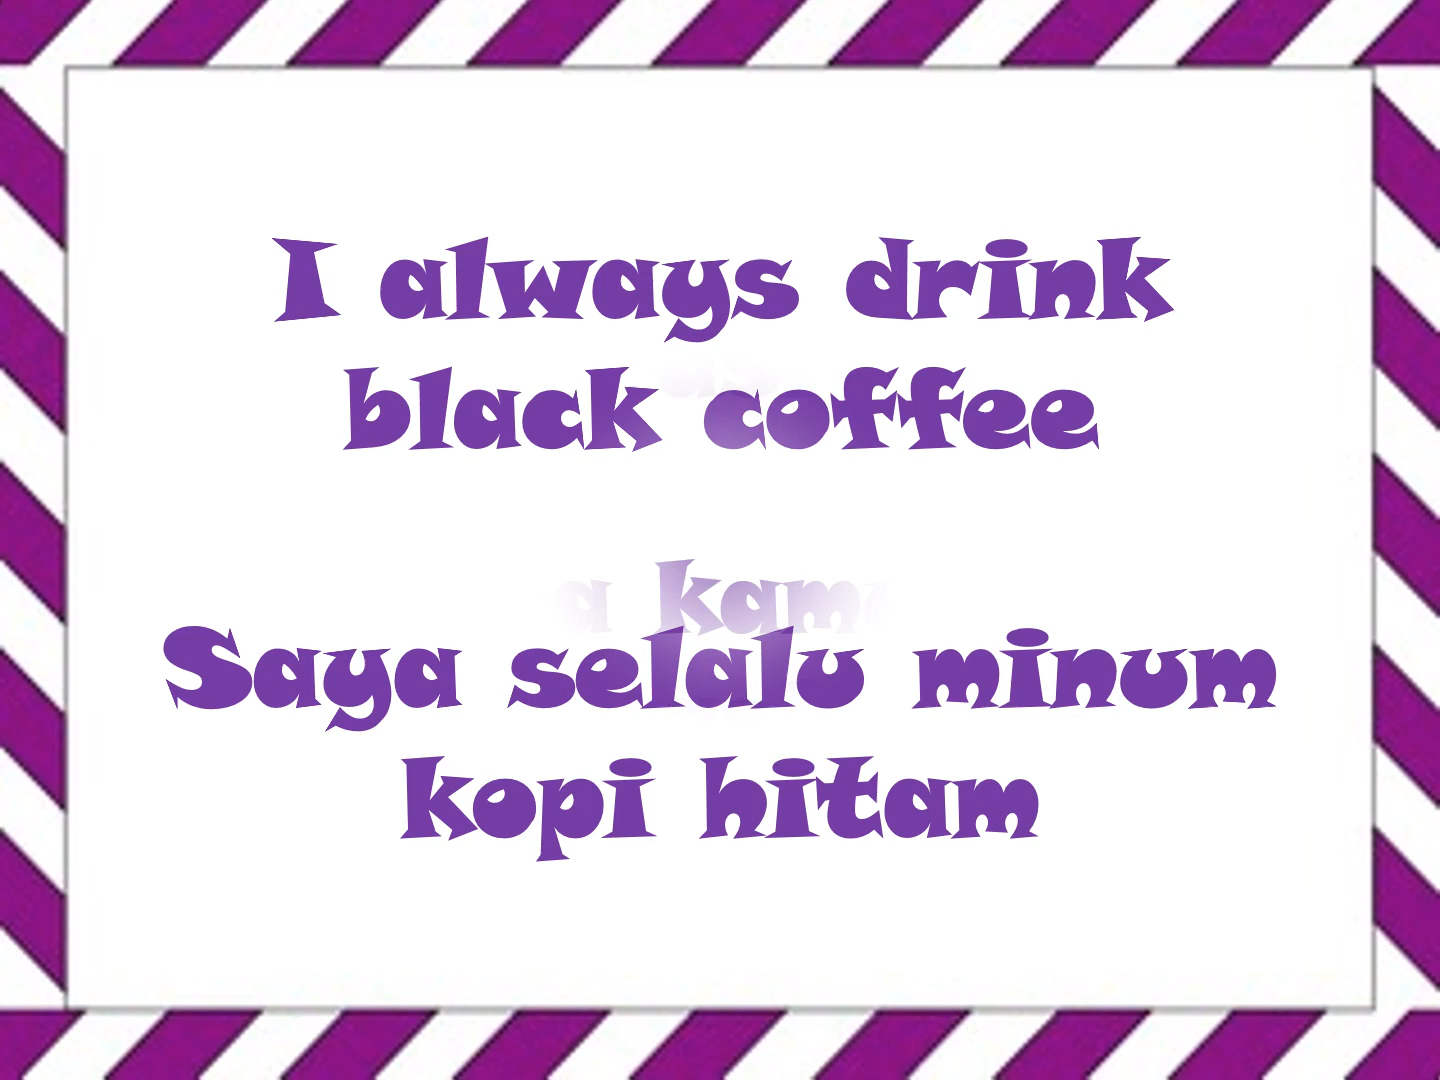 I always drink
black coffee
Saya selalu minum
kopi hitam